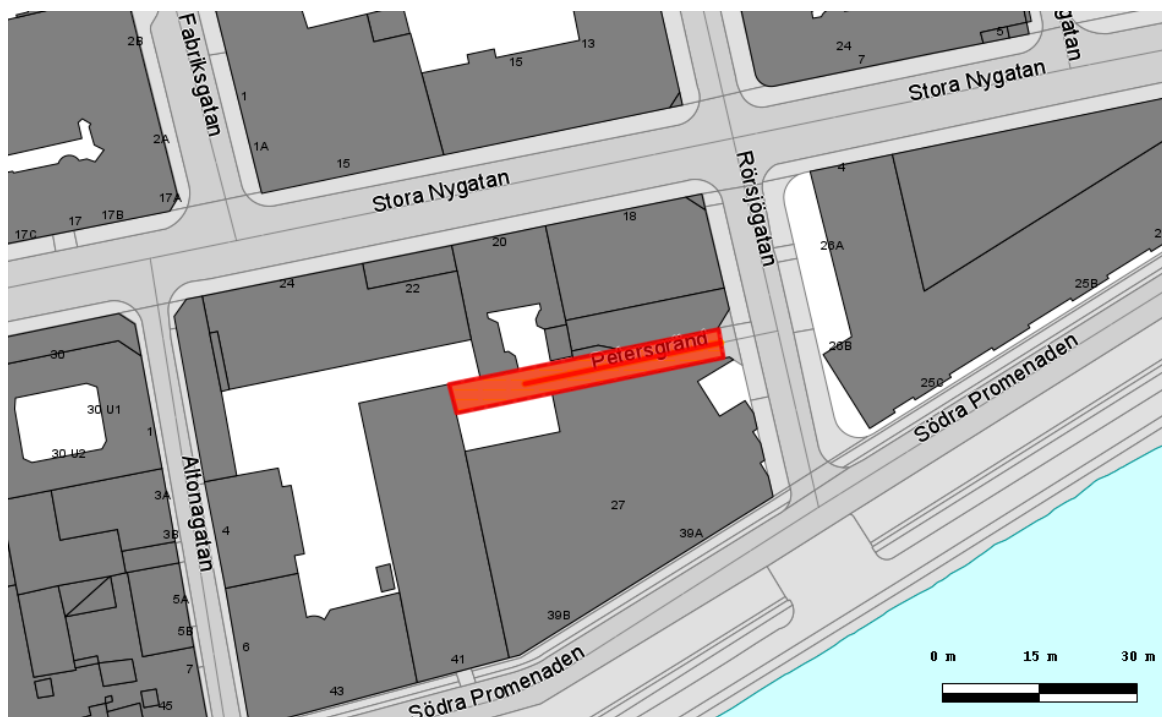 2B
Fabriksgatan
13
15
24
7
5
gatan
Stora Nygatan
1
2A
1A
15
17A
17B
17
17C
Stora Nygatan
Rörsjögatan
4
18
20
26A
24
22
25B
2
Petersgränd
26B
30
30 U1
30 U2
1
25C
Södra Promenaden
Altonagatan
3A
3B
4
27
39A
5A
5B
7
6
39B
41
43
45
Södra Promenaden
0 m
15 m
30 m